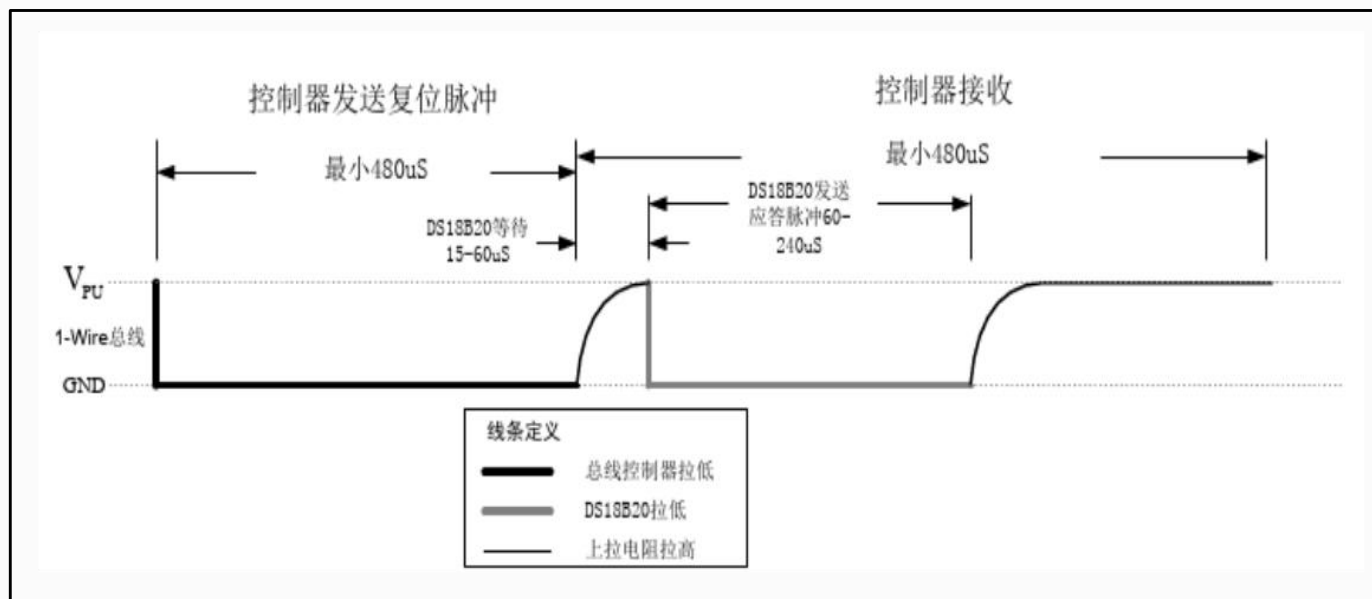 控制器发送复位脉冲
控制器接收
最小480uS
最小480uS
DS18B20发送
应答脉冲60-
240uS
DS18B20等待
15-60uS
VPU
1-Wire总线
GND
线条定义
总线控制器拉低
DS18B20拉低
上拉电阻拉高